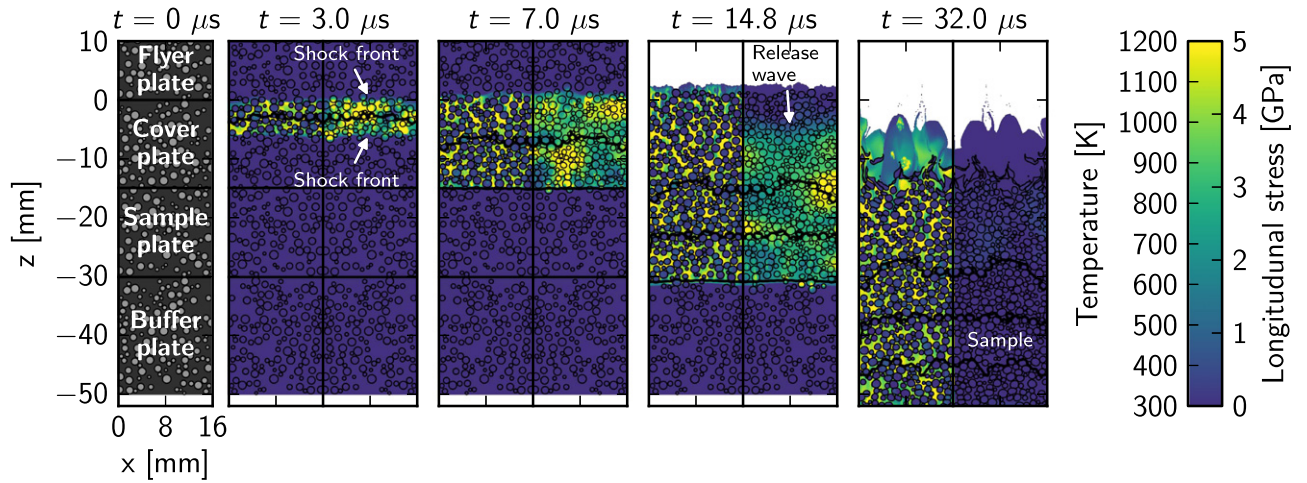 t = 0 μs
t = 3.0 μs
t = 7.0 μs
t = 14.8 μs
t = 32.0 μs
10
0
−10
−20
−30
−40
−50
z [mm]
Flyer
plate
Cover
plate
Sample
plate
Buffer
plate
0
8
16
x [mm]
Shock front
Shock front
Release
wave
Sample
Temperature [K]
1200
1100
1000
900
800
700
600
500
400
300
5
4
3
2
1
0
Longitudunal stress [GPa]